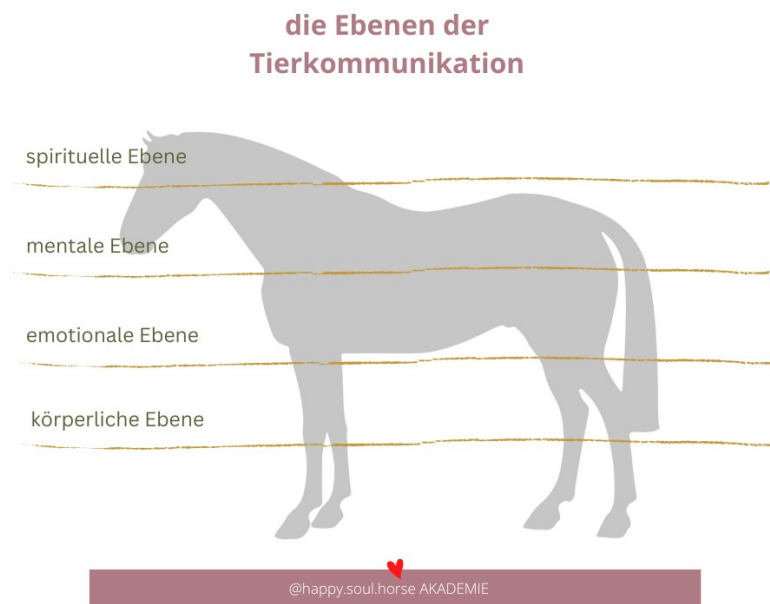 die Ebenen der
Tierkommunikation
spirituelle Ebene
mentale Ebene
emotionale Ebene
körperliche Ebene
@happy.soul.horse AKADEMIE